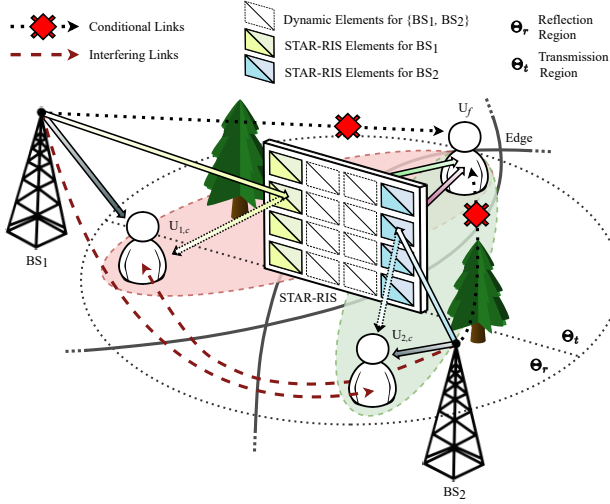 Conditional Links
Interfering Links
Dynamic Elements for {BS₁, BS₂}
STAR-RIS Elements for BS₁
STAR-RIS Elements for BS₂
Θᵣ Reflection
Region
Θₜ Transmission
Region
U_f
Edge
U₁,c
BS₁
STAR-RIS
U₂,c
Θₜ
Θᵣ
BS₂